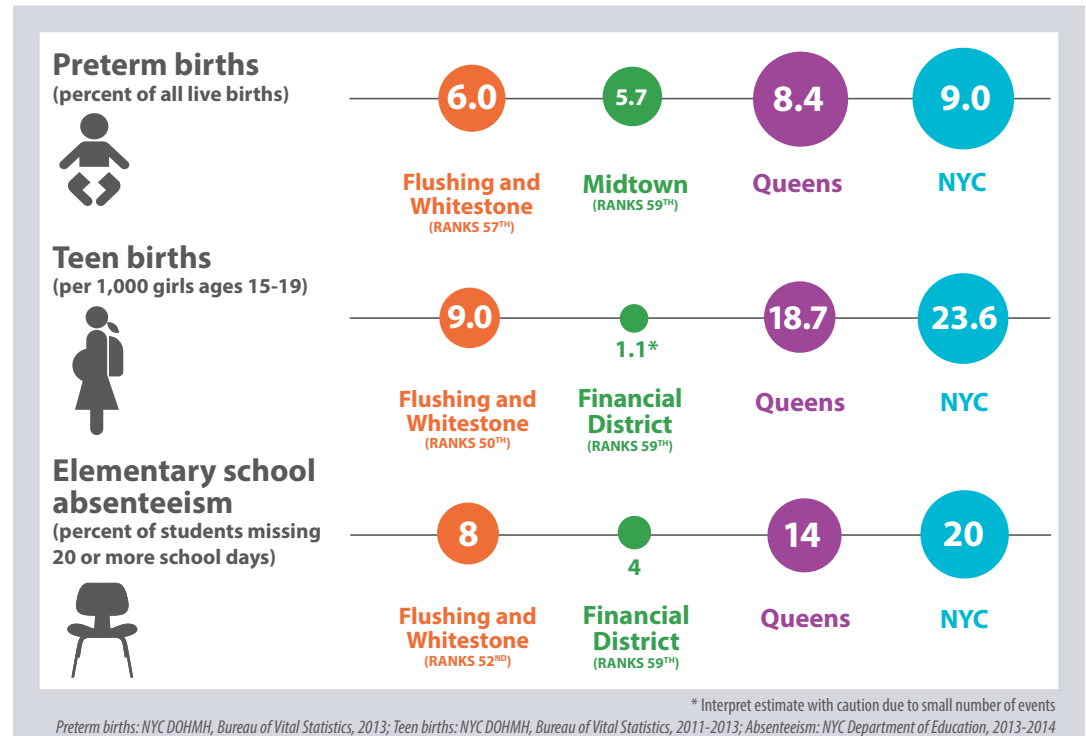 Preterm births
(percent of all live births)
6.0
5.7
8.4
9.0
Flushing and
Whitestone
(RANKS 57TH)
Midtown
(RANKS 59TH)
Queens
NYC
Teen births
(per 1,000 girls ages 15-19)
9.0
1.1*
18.7
23.6
Flushing and
Whitestone
(RANKS 50TH)
Financial
District
(RANKS 59TH)
Queens
NYC
Elementary school
absenteeism
(percent of students missing
20 or more school days)
8
4
14
20
Flushing and
Whitestone
(RANKS 52ND)
Financial
District
(RANKS 59TH)
Queens
NYC
* Interpret estimate with caution due to small number of events
Preterm births: NYC DOHMH, Bureau of Vital Statistics, 2013; Teen births: NYC DOHMH, Bureau of Vital Statistics, 2011-2013; Absenteeism: NYC Department of Education, 2013-2014